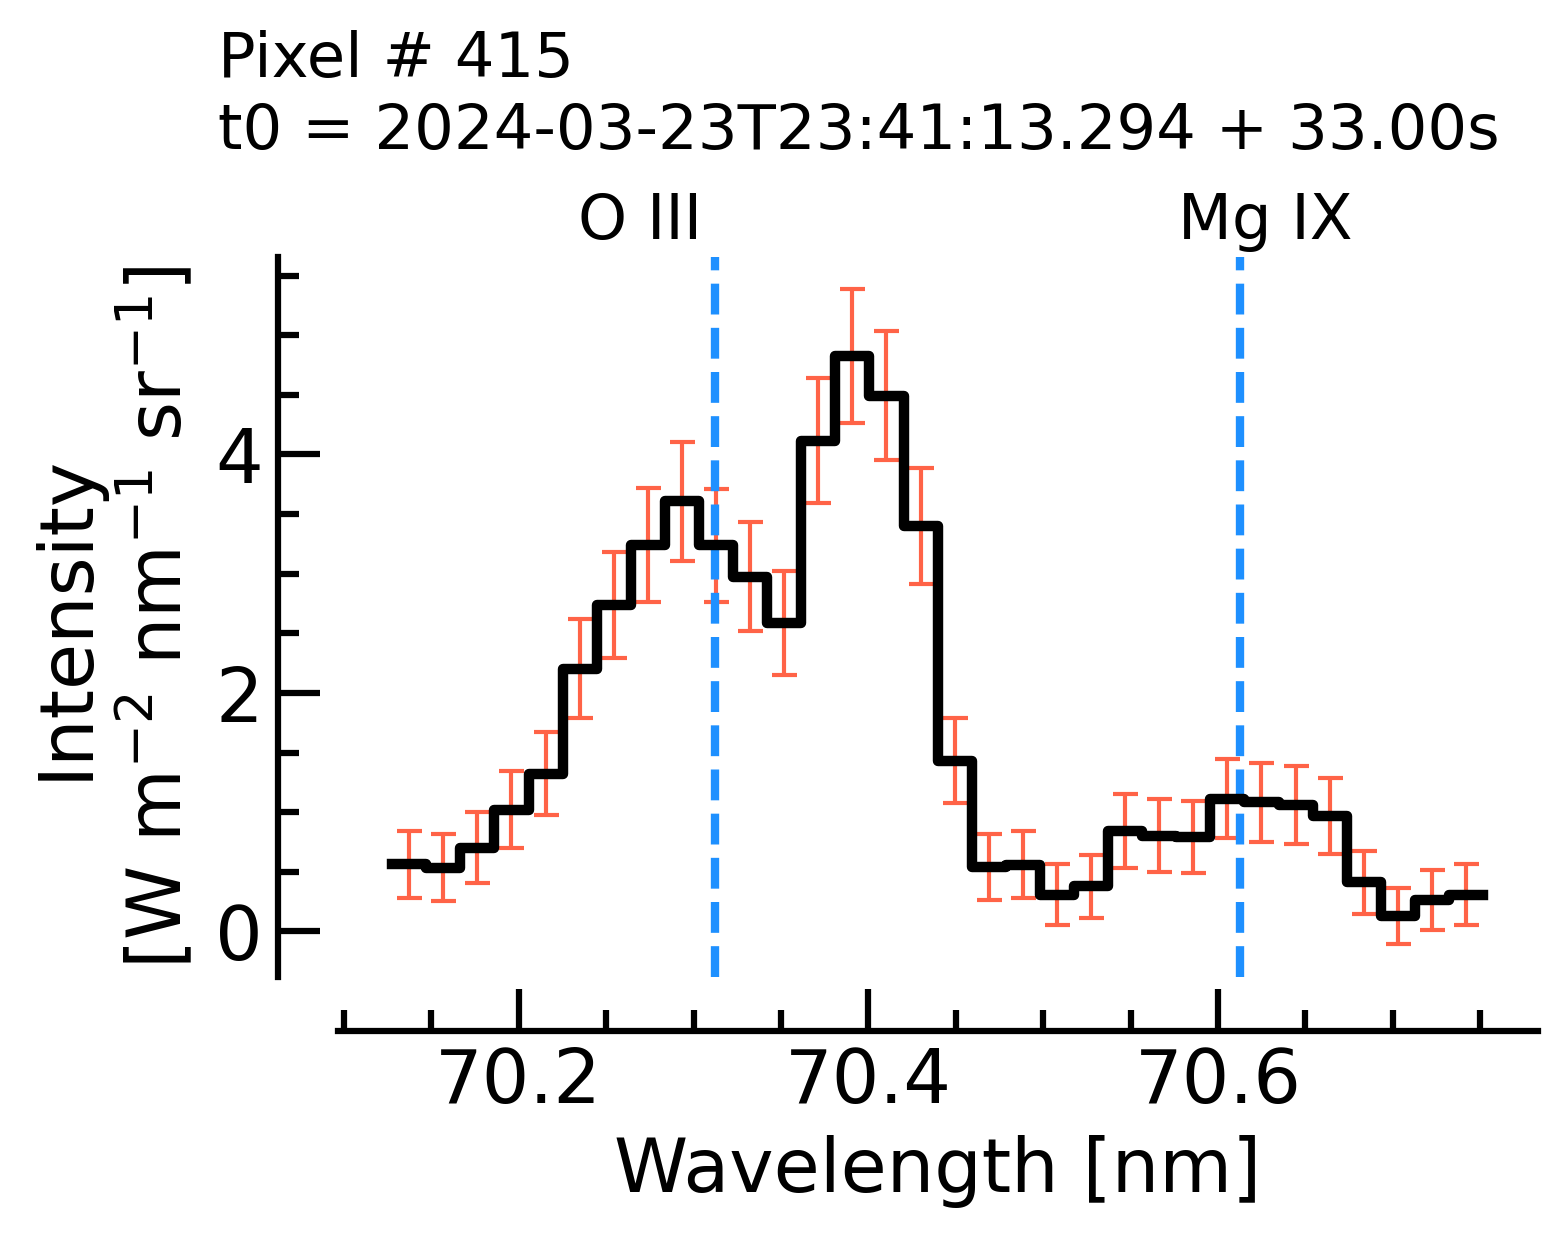 Pixel # 415
t0 = 2024-03-23T23:41:13.294 + 33.00s
O III
Mg IX
Intensity
[W m⁻² nm⁻¹ sr⁻¹]
4
2
0
70.2
70.4
70.6
Wavelength [nm]